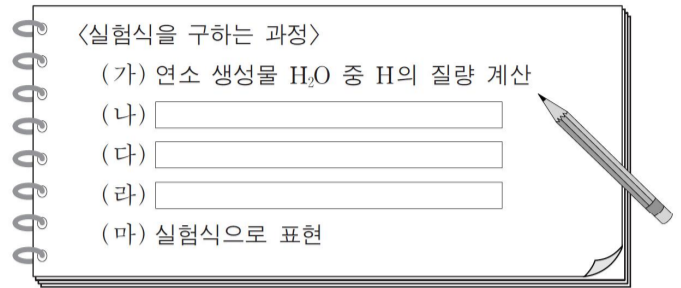 〈실험식을 구하는 과정〉
(가) 연소 생성물 H₂O 중 H의 질량 계산
(나)
(다)
(라)
(마) 실험식으로 표현